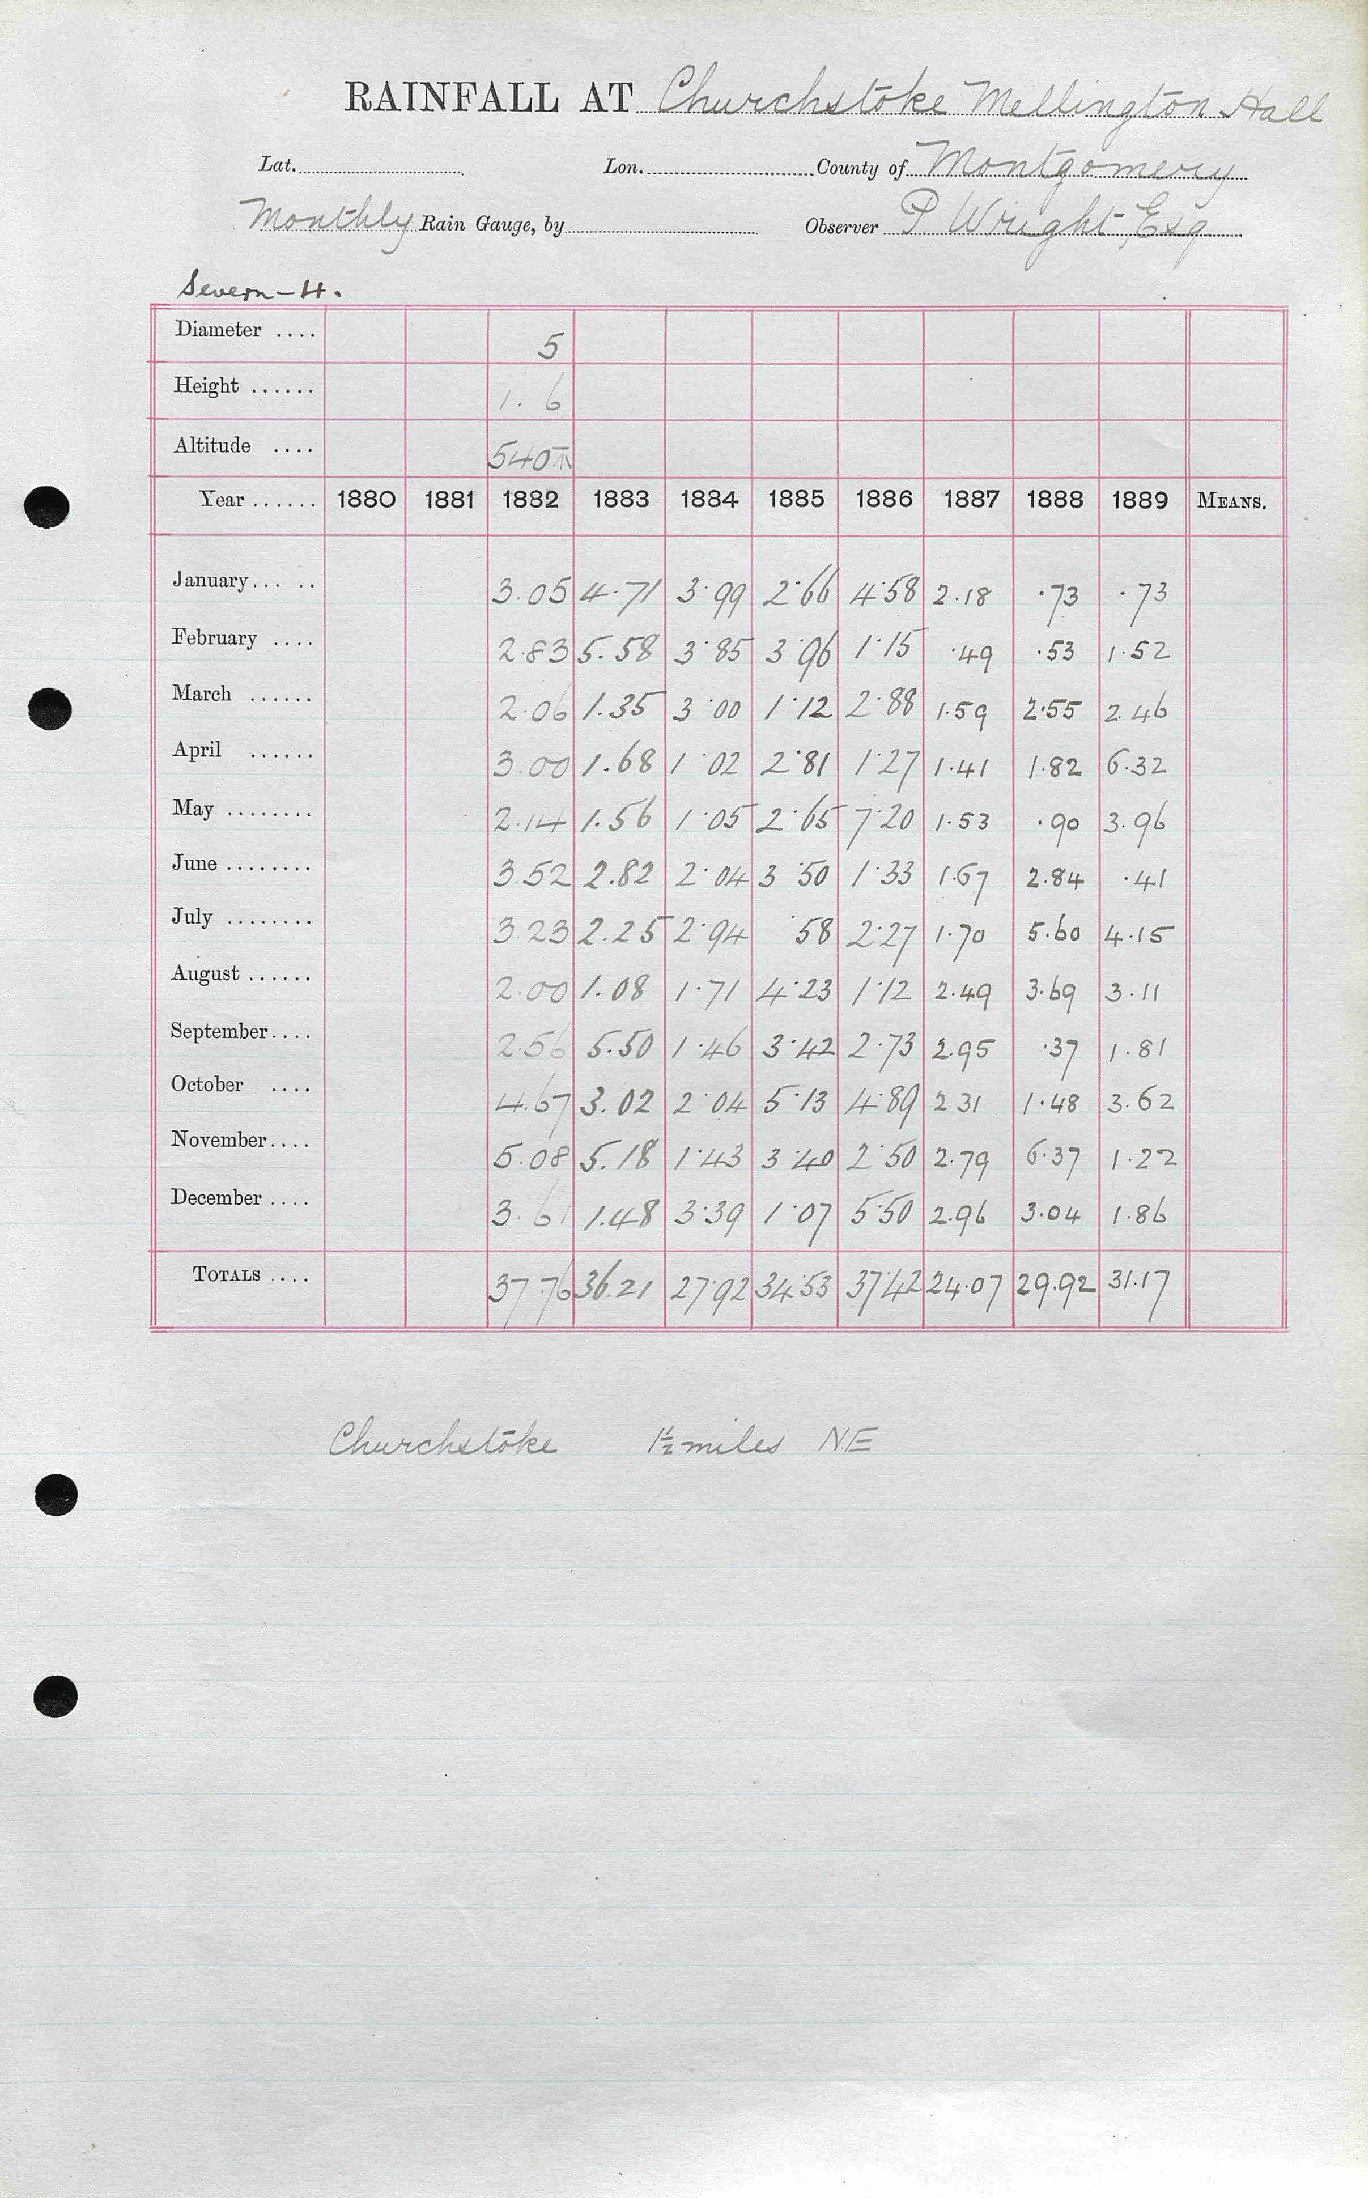 RAINFALL AT Churchstoke Mellington Hall
Lat. Lon. County of Montgomery
Monthly Rain Gauge, by Observer P Wright Esq
Severn-H.
Diameter .... 5
Height ...... 1. 6
Altitude .... 540
Year ...... 1880 1881 1882 1883 1884 1885 1886 1887 1888 1889 MEANS.
January... .. 3.05 4.71 3.99 2.66 4.58 2.18 .73 .73
February .... 2.83 5.58 3.85 3.96 1.15 .49 .53 1.52
March ...... 2.06 1.35 3.00 1.12 2.88 1.59 2.55 2.46
April ...... 3.00 1.68 1.02 2.81 1.27 1.41 1.82 6.32
May ........ 2.14 1.56 1.05 2.65 7.20 1.53 .90 3.96
June ........ 3.52 2.82 2.04 3.50 1.33 1.67 2.84 .41
July ........ 3.23 2.25 2.94 .58 2.27 1.70 5.60 4.15
August ...... 2.00 1.08 1.71 4.23 1.12 2.49 3.69 3.11
September.... 2.56 5.50 1.46 3.42 2.73 2.95 .37 1.81
October .... 4.67 3.02 2.04 5.13 4.89 2 31 1.48 3.62
November.... 5.08 5.18 1.43 3.40 2.50 2.79 6.37 1.22
December .... 3.61 1.48 3.39 1.07 5.50 2.96 3.04 1.86
TOTALS .... 37.76 36.21 27.92 34.53 37.42 24.07 29.92 31.17
Churchstoke 1½ miles NE